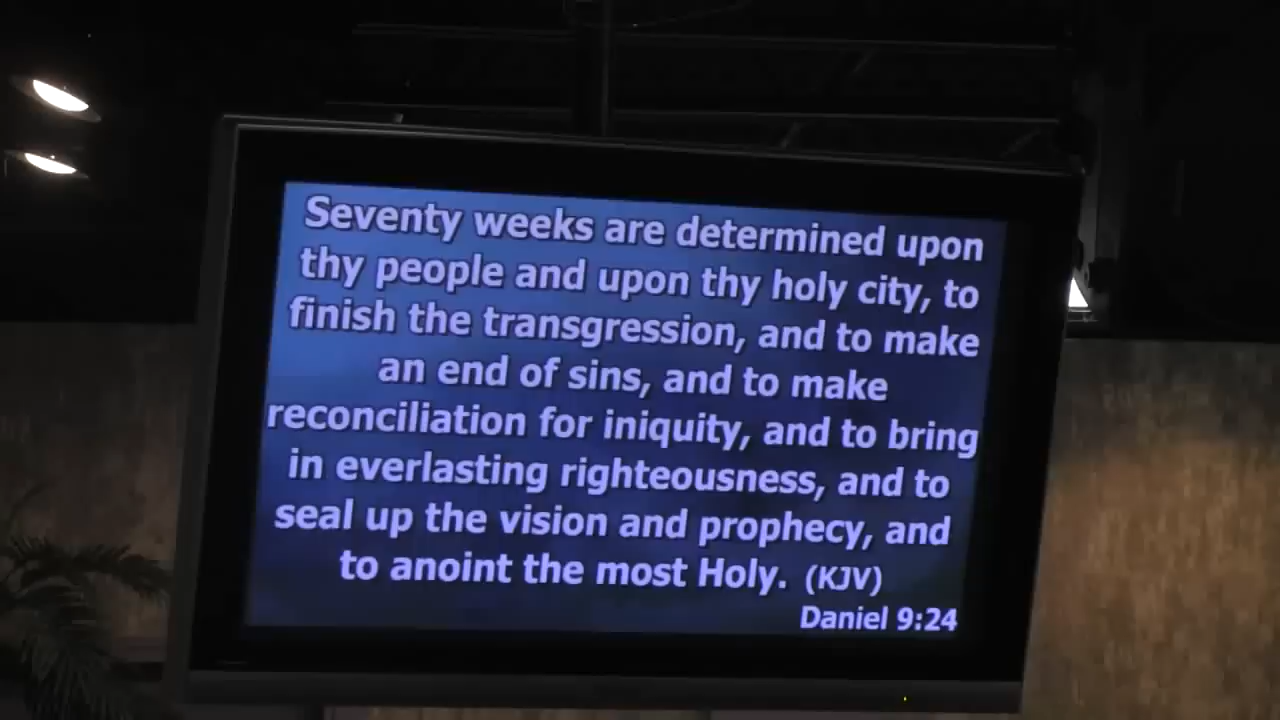 Seventy weeks are determined upon
thy people and upon thy holy city, to
finish the transgression, and to make
an end of sins, and to make
reconciliation for iniquity, and to bring
in everlasting righteousness, and to
seal up the vision and prophecy, and
to anoint the most Holy. (KJV)
Daniel 9:24